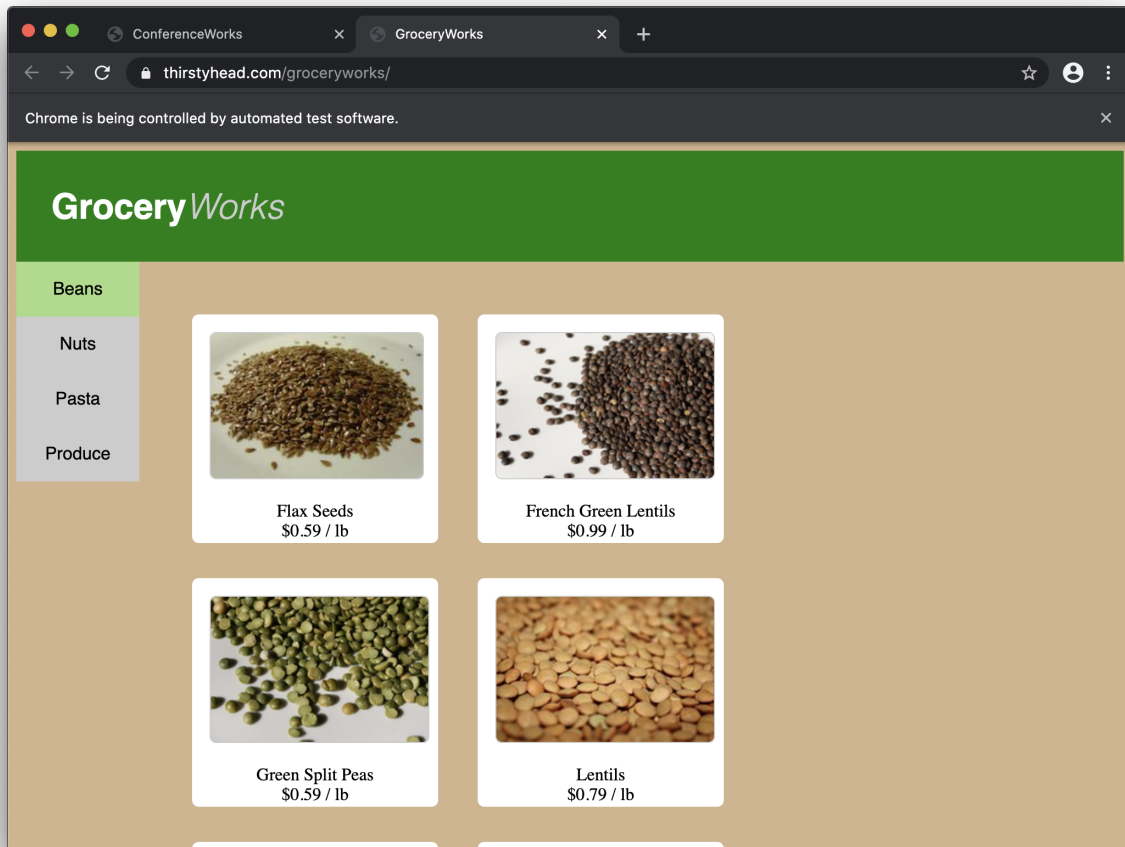 ConferenceWorks
GroceryWorks
thirstyhead.com/groceryworks/
Chrome is being controlled by automated test software.
GroceryWorks
Beans
Nuts
Pasta
Produce
Flax Seeds
$0.59 / lb
French Green Lentils
$0.99 / lb
Green Split Peas
$0.59 / lb
Lentils
$0.79 / lb